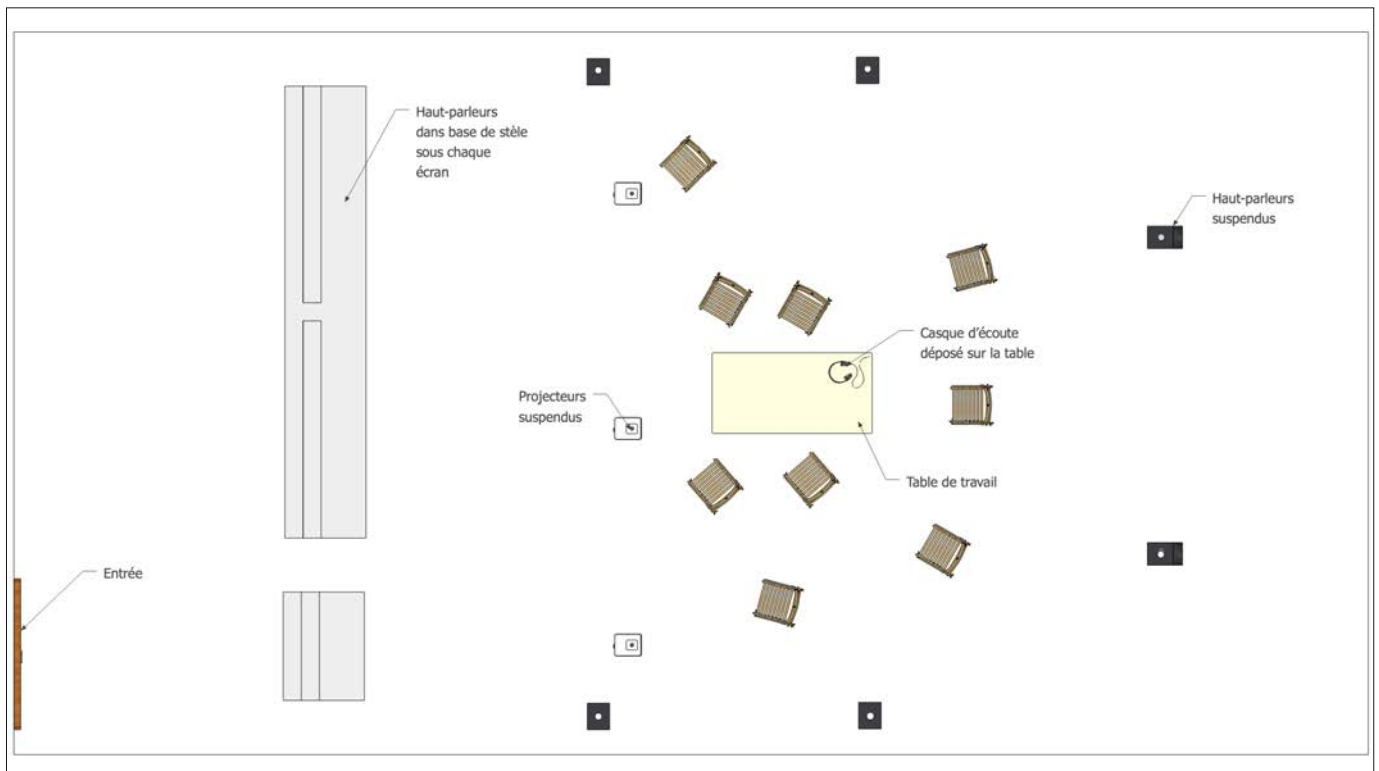 Haut-parleurs
dans base de stèle
sous chaque
écran
Haut-parleurs
suspendus
Casque d'écoute
déposé sur la table
Projecteurs
suspendus
Table de travail
Entrée